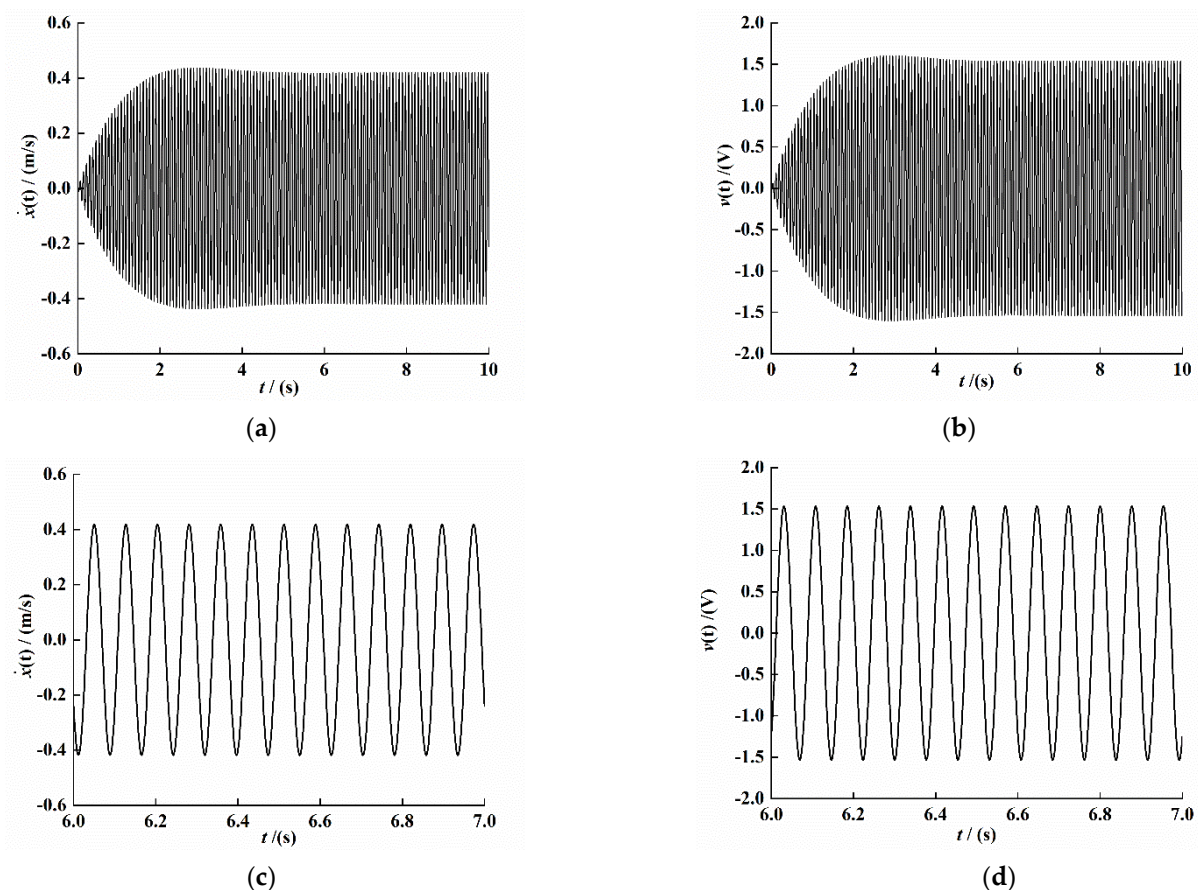 0.6
0.4
0.2
0.0
-0.2
-0.4
-0.6
ẋ(t) / (m/s)
0 2 4 6 8 10
t / (s)
(a)
2.0
1.5
1.0
0.5
0.0
-0.5
-1.0
-1.5
-2.0
v(t) /(V)
0 2 4 6 8 10
t /(s)
(b)
0.6
0.4
0.2
0.0
-0.2
-0.4
-0.6
ẋ(t) / (m/s)
6.0 6.2 6.4 6.6 6.8 7.0
t /(s)
(c)
2.0
1.5
1.0
0.5
0.0
-0.5
-1.0
-1.5
-2.0
v(t) /(V)
6.0 6.2 6.4 6.6 6.8 7.0
t / (s)
(d)